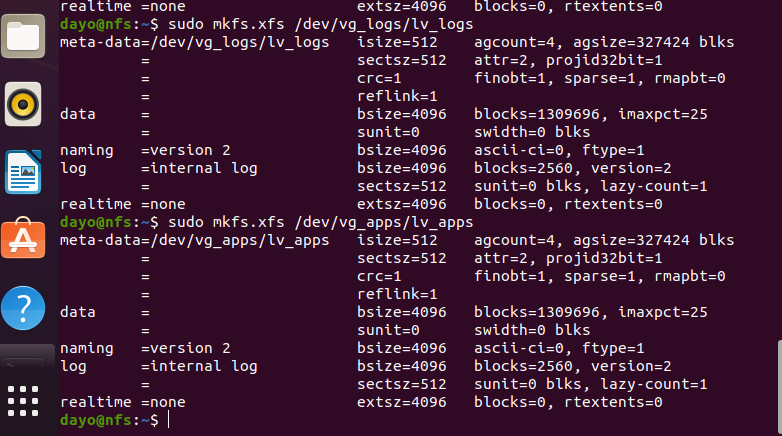 realtime =none                   extsz=4096   blocks=0, rtextents=0
dayo@nfs:~$ sudo mkfs.xfs /dev/vg_logs/lv_logs
meta-data=/dev/vg_logs/lv_logs   isize=512    agcount=4, agsize=327424 blks
         =                       sectsz=512   attr=2, projid32bit=1
         =                       crc=1        finobt=1, sparse=1, rmapbt=0
         =                       reflink=1
data     =                       bsize=4096   blocks=1309696, imaxpct=25
         =                       sunit=0      swidth=0 blks
naming   =version 2              bsize=4096   ascii-ci=0, ftype=1
log      =internal log           bsize=4096   blocks=2560, version=2
         =                       sectsz=512   sunit=0 blks, lazy-count=1
realtime =none                   extsz=4096   blocks=0, rtextents=0
dayo@nfs:~$ sudo mkfs.xfs /dev/vg_apps/lv_apps
meta-data=/dev/vg_apps/lv_apps   isize=512    agcount=4, agsize=327424 blks
         =                       sectsz=512   attr=2, projid32bit=1
         =                       crc=1        finobt=1, sparse=1, rmapbt=0
         =                       reflink=1
data     =                       bsize=4096   blocks=1309696, imaxpct=25
         =                       sunit=0      swidth=0 blks
naming   =version 2              bsize=4096   ascii-ci=0, ftype=1
log      =internal log           bsize=4096   blocks=2560, version=2
         =                       sectsz=512   sunit=0 blks, lazy-count=1
realtime =none                   extsz=4096   blocks=0, rtextents=0
dayo@nfs:~$